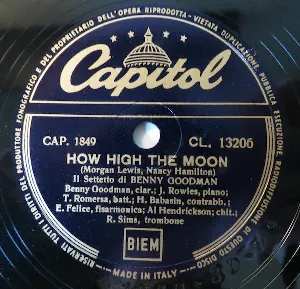 E DEL PROPRIETARIO DELL'OPERA RIPRODOTTA - VIETATA DUPLICAZIONE, PUBBLICA ESECUZIONE,
RISERVATI TUTTI I DIRITTI DEL PRODUTTORE FONOGRAFICO
DI QUESTO DISCO
Capitol
CAP. 1849
CL. 13206
HOW HIGH THE MOON
(Morgan Lewis, Nancy Hamilton)
Il Settetto di BENNY GOODMAN
Benny Goodman, clar.; J. Rowles, piano;
T. Romersa, batt.; H. Babasin, contrabb.;
E. Felice, fisarmonica; Al Hendrickson; chit.;
R. Sims, trombone
BIEM
MADE IN ITALY